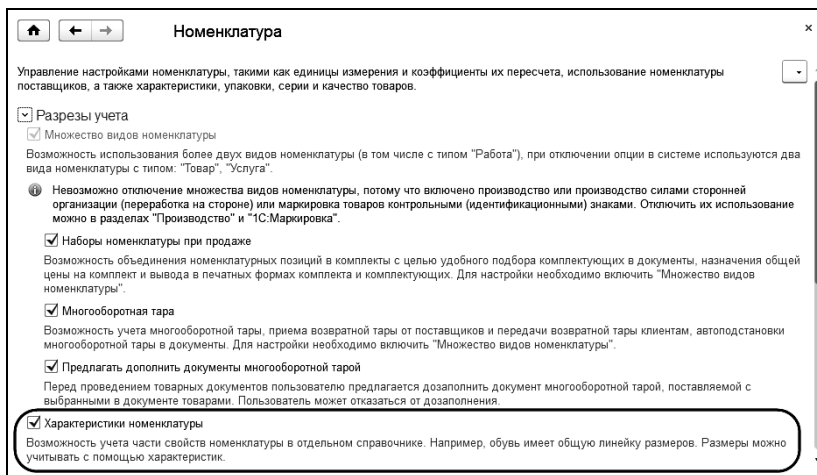 Номенклатура
Управление настройками номенклатуры, такими как единицы измерения и коэффициенты их пересчета, использование номенклатуры
поставщиков, а также характеристики, упаковки, серии и качество товаров.
Разрезы учета
Множество видов номенклатуры
Возможность использования более двух видов номенклатуры (в том числе с типом "Работа"), при отключении опции в системе используются два
вида номенклатуры с типом: "Товар", "Услуга".
Невозможно отключение множества видов номенклатуры, потому что включено производство или производство силами сторонней
организации (переработка на стороне) или маркировка товаров контрольными (идентификационными) знаками. Отключить их использование
можно в разделах "Производство" и "1С:Маркировка".
Наборы номенклатуры при продаже
Возможность объединения номенклатурных позиций в комплекты с целью удобного подбора комплектующих в документы, назначения общей
цены на комплект и вывода в печатных формах комплекта и комплектующих. Для настройки необходимо включить "Множество видов
номенклатуры".
Многооборотная тара
Возможность учета многооборотной тары, приема возвратной тары от поставщиков и передачи возвратной тары клиентам, автоподстановки
многооборотной тары в документы. Для настройки необходимо включить "Множество видов номенклатуры".
Предлагать дополнить документы многооборотной тарой
Перед проведением товарных документов пользователю предлагается дозаполнить документ многооборотной тарой, поставляемой с
выбранными в документе товарами. Пользователь может отказаться от дозаполнения.
Характеристики номенклатуры
Возможность учета части свойств номенклатуры в отдельном справочнике. Например, обувь имеет общую линейку размеров. Размеры можно
учитывать с помощью характеристик.